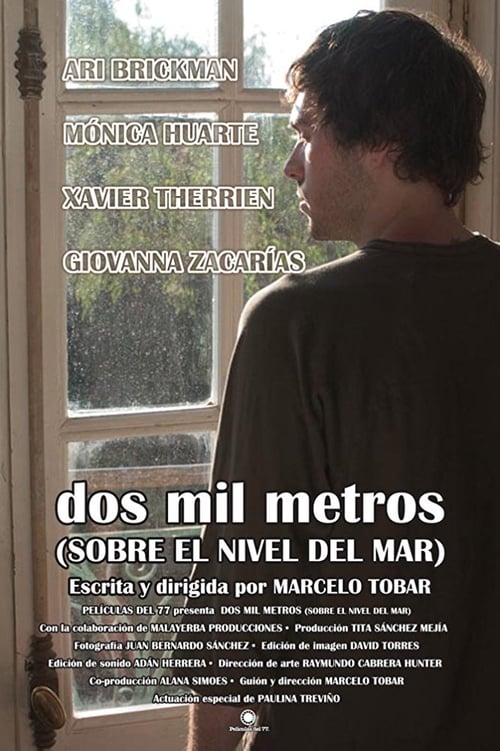 ARI BRICKMAN
MÓNICA HUARTE
XAVIER THERRIEN
GIOVANNA ZACARÍAS
dos mil metros
(SOBRE EL NIVEL DEL MAR)
Escrita y dirigida por MARCELO TOBAR
PELÍCULAS DEL 77 presenta DOS MIL METROS (SOBRE EL NIVEL DEL MAR)
Con la colaboración de MALAYERBA PRODUCCIONES • Producción TITA SÁNCHEZ MEJÍA
Fotografía JUAN BERNARDO SÁNCHEZ • Edición de imagen DAVID TORRES
Edición de sonido ADÁN HERRERA • Dirección de arte RAYMUNDO CABRERA HUNTER
Co-producción ALANA SIMOES • Guión y dirección MARCELO TOBAR
Actuación especial de PAULINA TREVIÑO
Películas del 77.